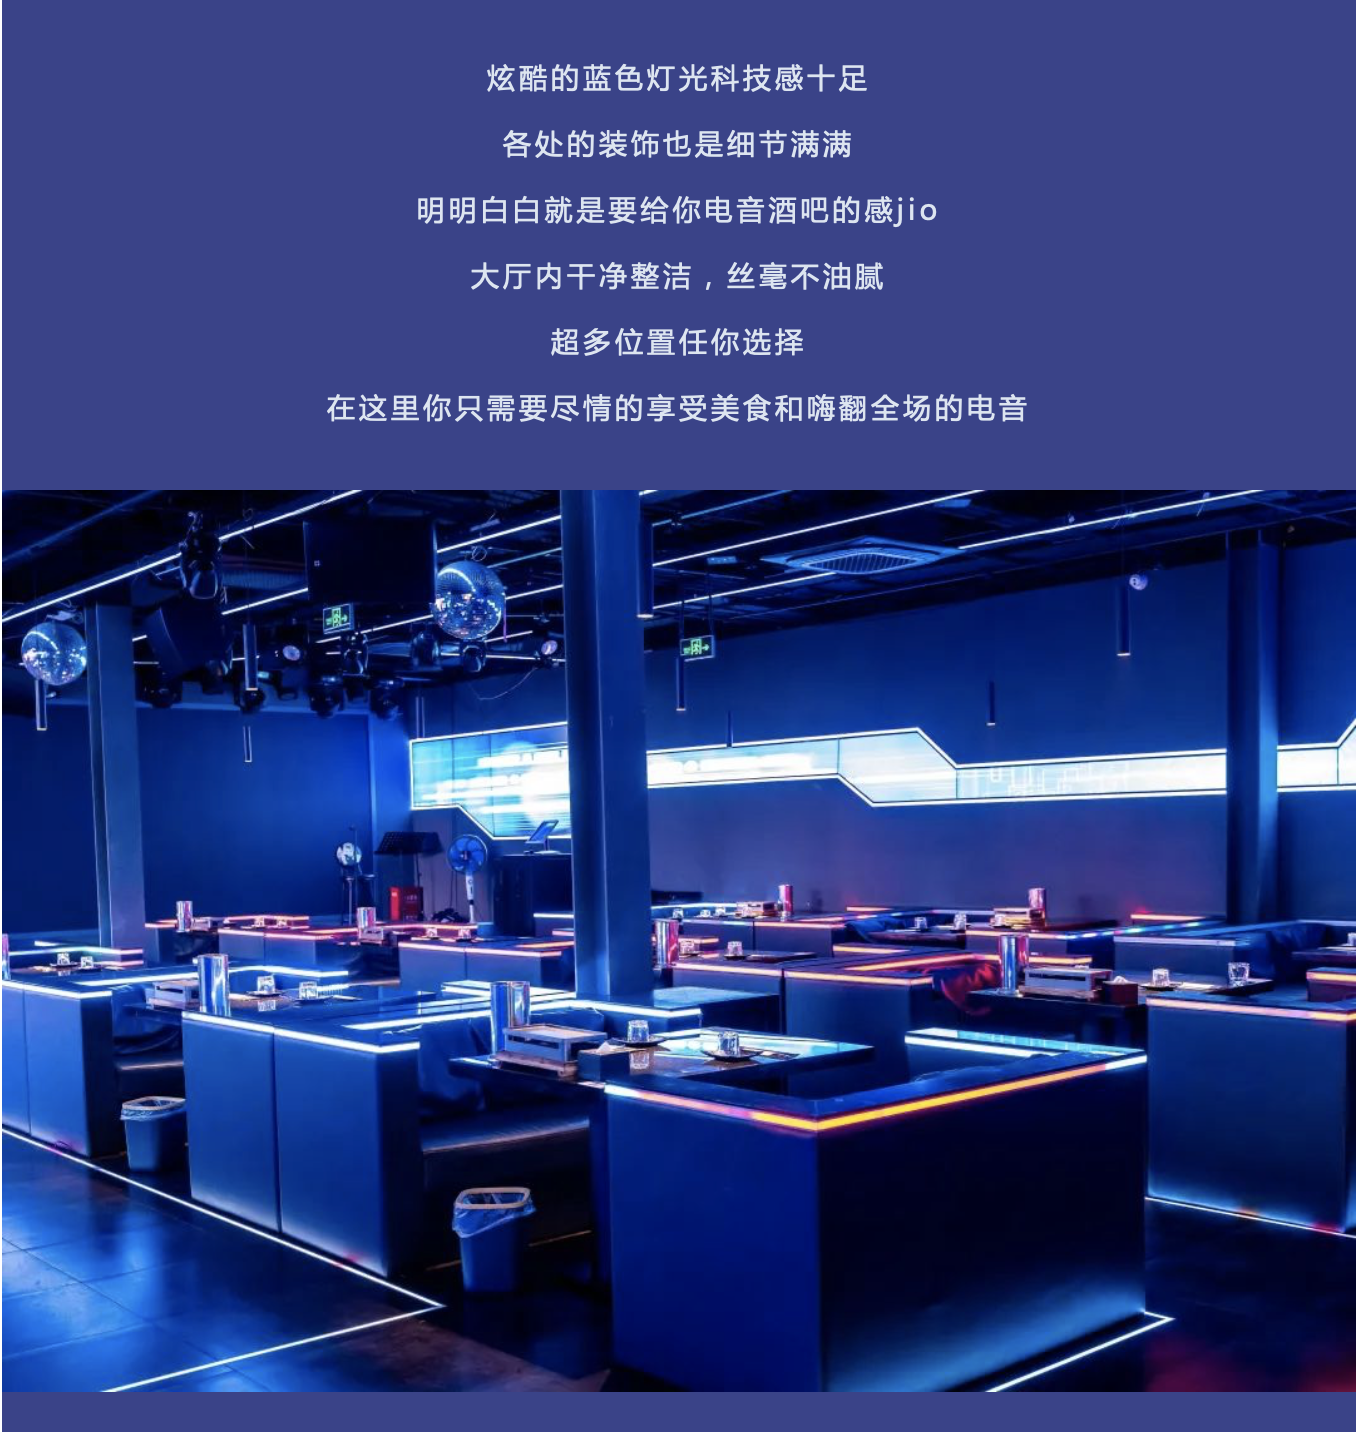 炫酷的蓝色灯光科技感十足
各处的装饰也是细节满满
明明白白就是要给你电音酒吧的感jio
大厅内干净整洁，丝毫不油腻
超多位置任你选择
在这里你只需要尽情的享受美食和嗨翻全场的电音